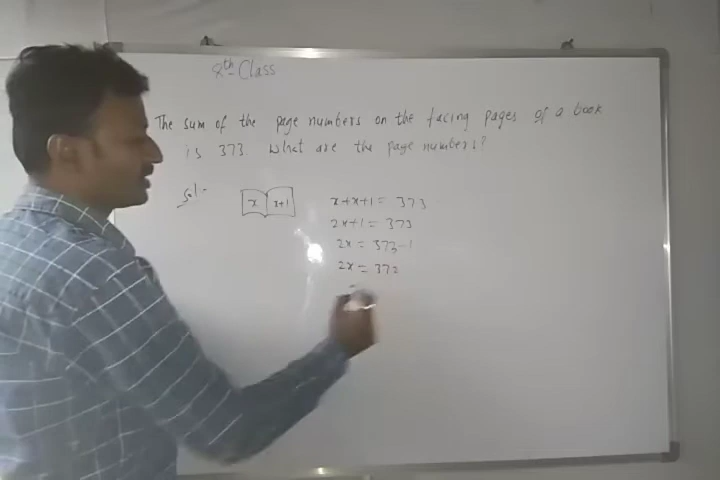 8th Class
The sum of the page numbers on the facing pages of a book
is 373. What are the page numbers?
Sol:-
x x+1
x+x+1 = 373
2x+1 = 373
2x = 373-1
2x = 372